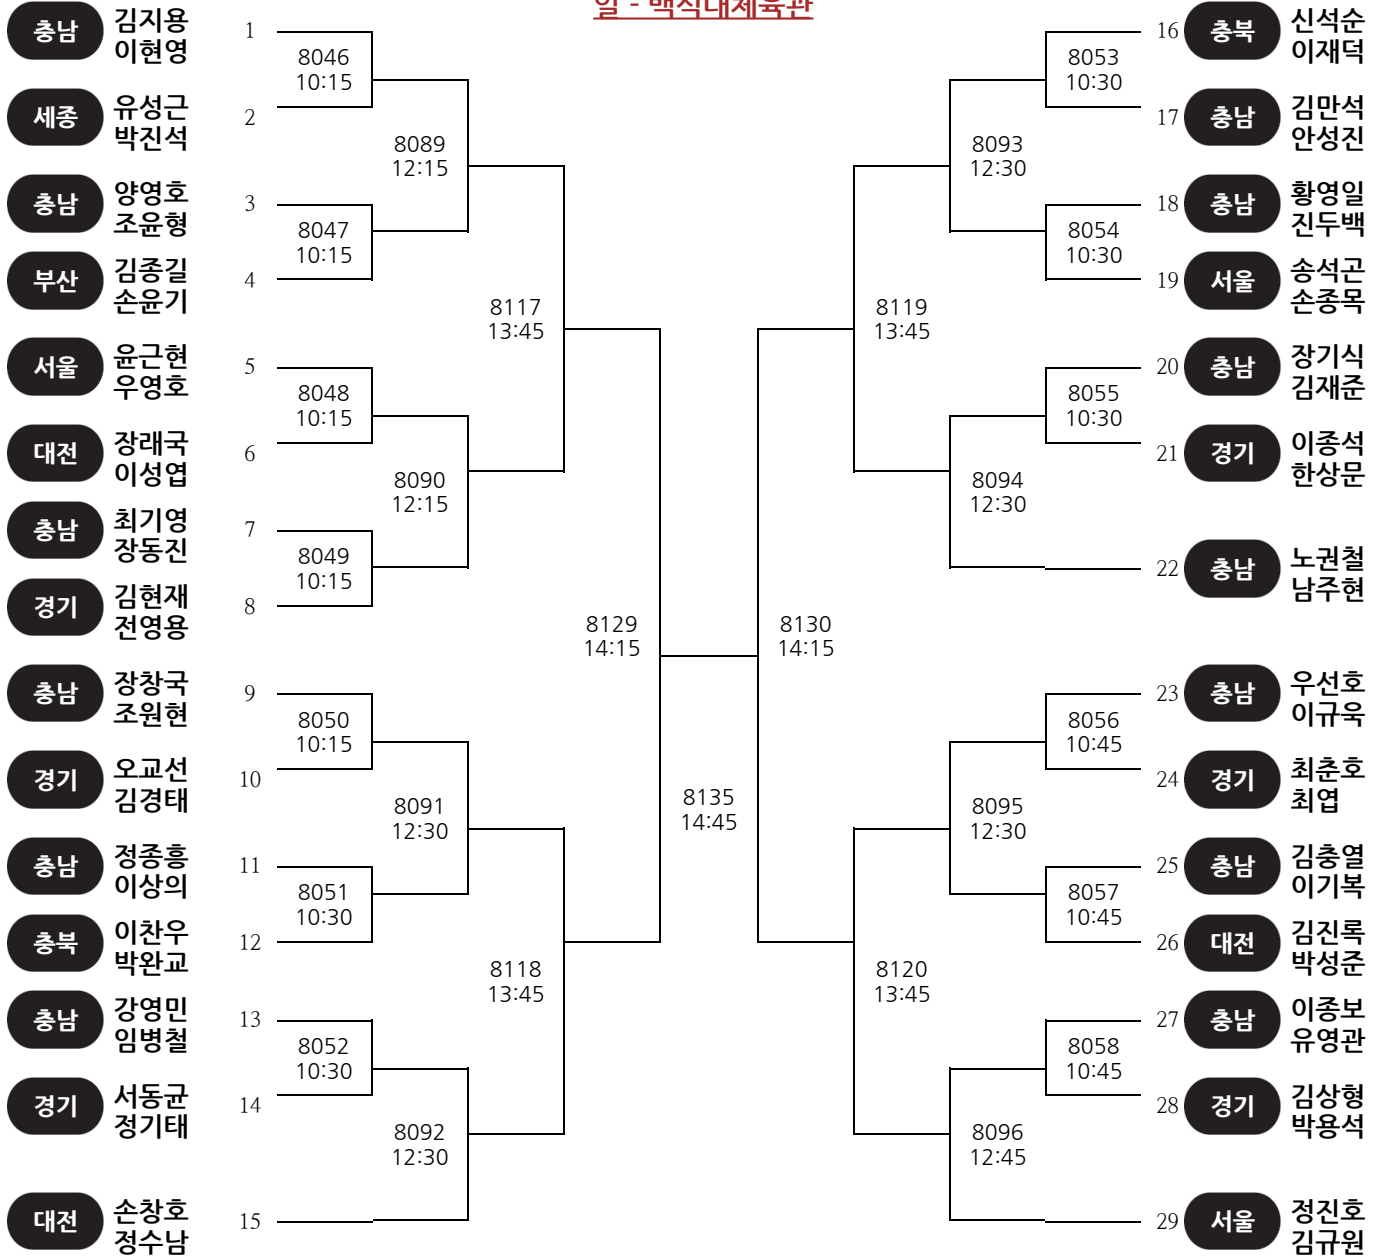 일 - 백석대체육관
충남 김지용 이현영 1
8046
10:15
세종 유성근 박진석 2
8089
12:15
충남 양영호 조윤형 3
8047
10:15
부산 김종길 손윤기 4
8117
13:45
서울 윤근현 우영호 5
8048
10:15
대전 장래국 이성엽 6
8090
12:15
충남 최기영 장동진 7
8049
10:15
경기 김현재 전영용 8
8129
14:15
충남 장창국 조원현 9
8050
10:15
경기 오교선 김경태 10
8091
12:30
충남 정종흥 이상의 11
8051
10:30
충북 이찬우 박완교 12
8118
13:45
충남 강영민 임병철 13
8052
10:30
경기 서동균 정기태 14
8092
12:30
대전 손창호 정수남 15
8135
14:45
16 충북 신석순 이재덕
8053
10:30
17 충남 김만석 안성진
8093
12:30
18 충남 황영일 진두백
8054
10:30
19 서울 송석곤 손종목
8119
13:45
20 충남 장기식 김재준
8055
10:30
21 경기 이종석 한상문
8094
12:30
22 충남 노권철 남주현
8130
14:15
23 충남 우선호 이규욱
8056
10:45
24 경기 최춘호 최엽
8095
12:30
25 충남 김충열 이기복
8057
10:45
26 대전 김진록 박성준
8120
13:45
27 충남 이종보 유영관
8058
10:45
28 경기 김상형 박용석
8096
12:45
29 서울 정진호 김규원